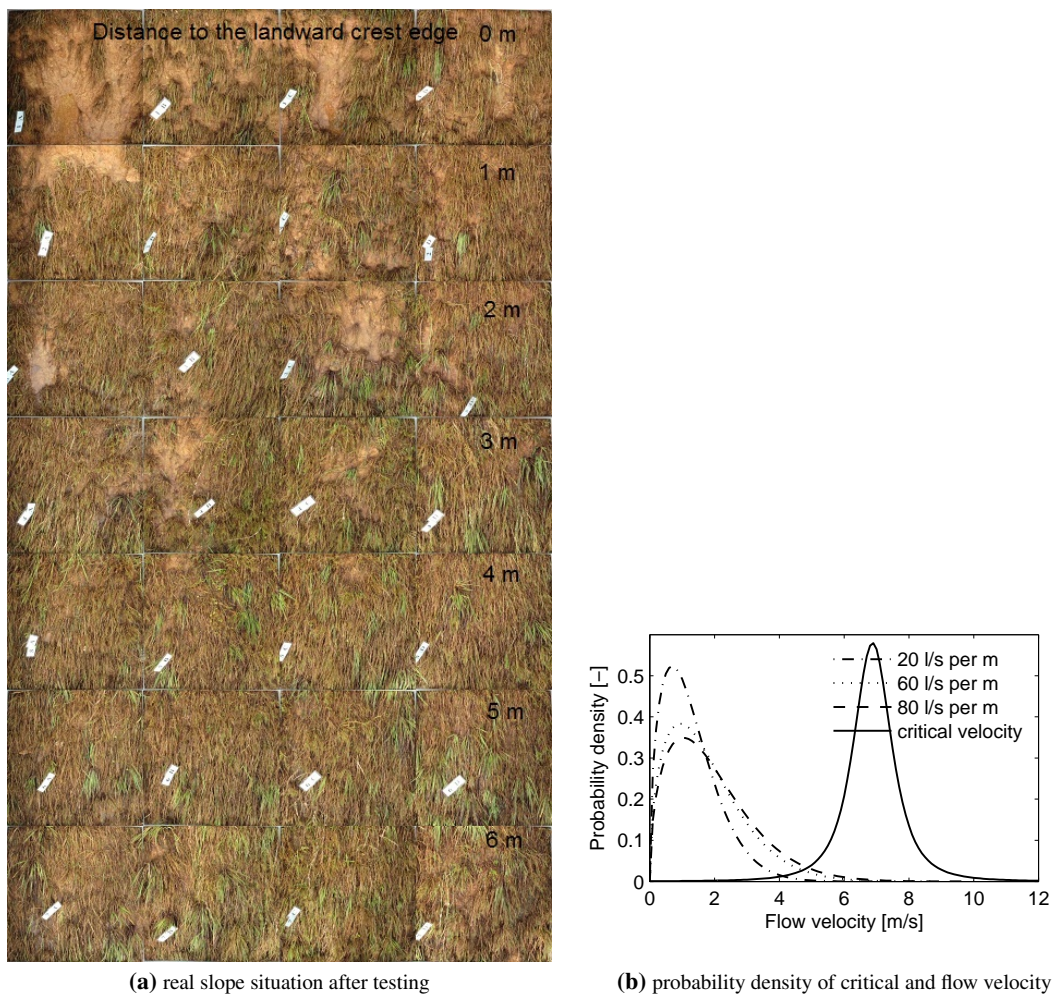 Distance to the landward crest edge 0 m
1 m
2 m
3 m
4 m
5 m
6 m
(a) real slope situation after testing
0.5
0.4
0.3
0.2
0.1
0
Probability density [–]
20 l/s per m
60 l/s per m
80 l/s per m
critical velocity
0 2 4 6 8 10 12
Flow velocity [m/s]
(b) probability density of critical and flow velocity